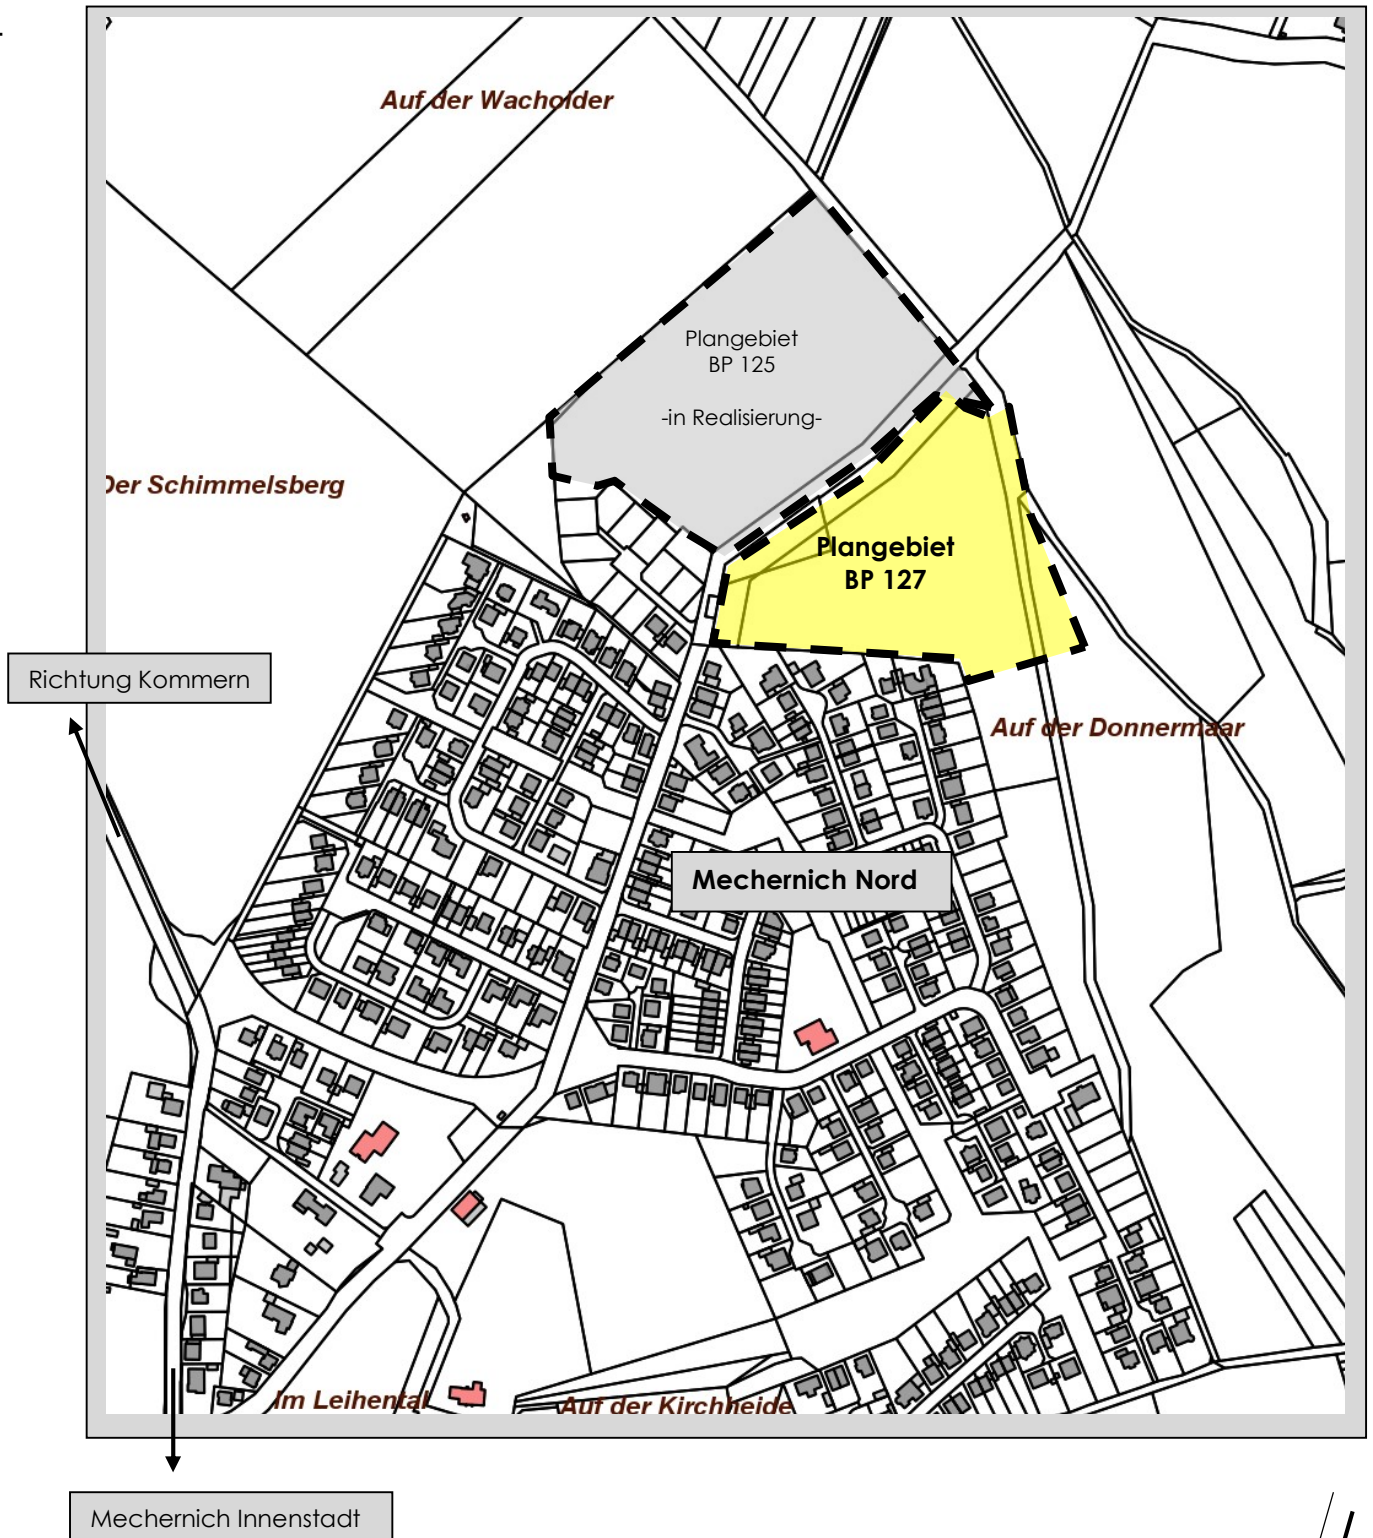 Auf der Wacholder
Plangebiet
BP 125
-in Realisierung-
Der Schimmelsberg
Plangebiet
BP 127
Richtung Kommern
Auf der Donnermaar
Mechernich Nord
Im Leihental
Auf der Kirchheide
Mechernich Innenstadt